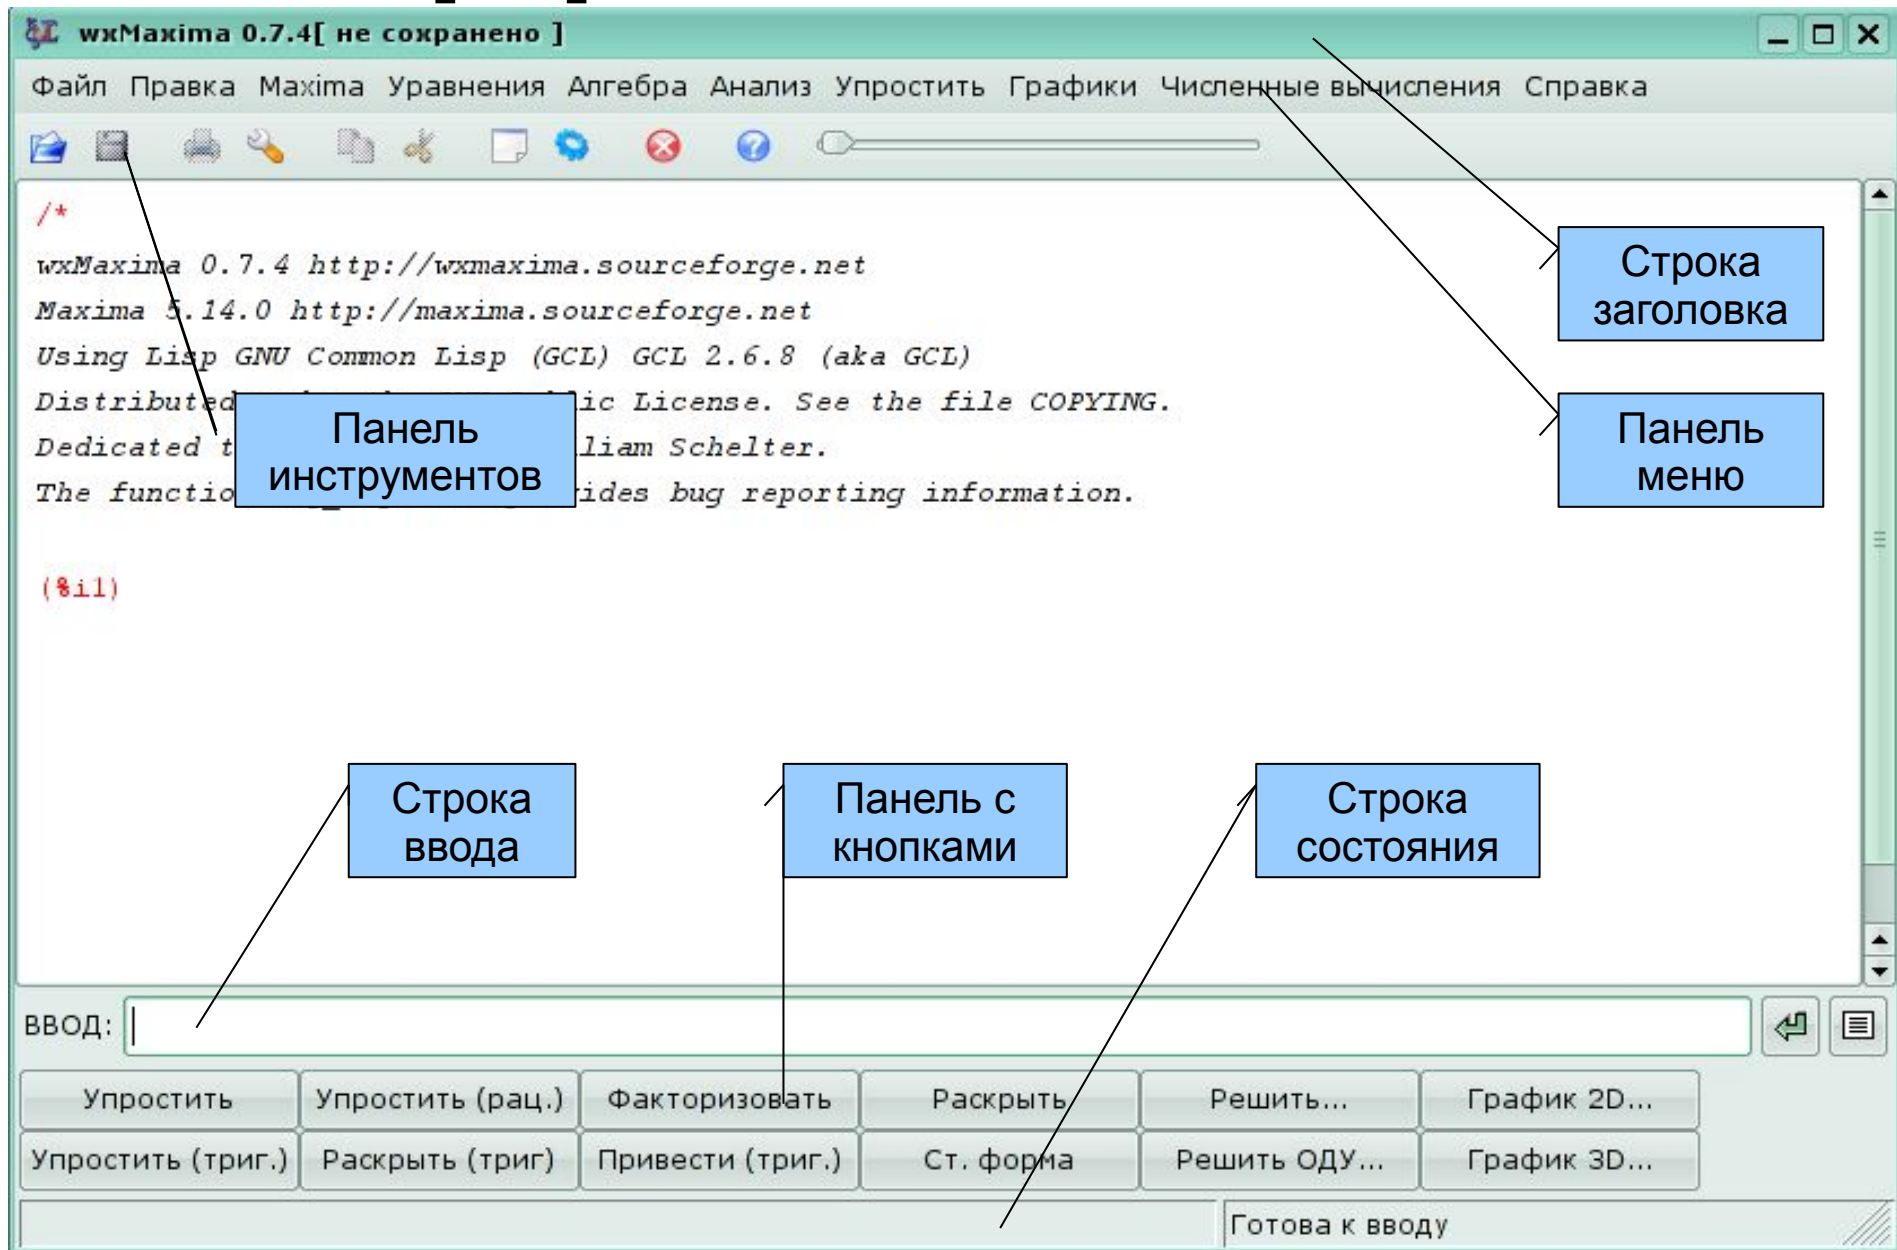 wxMaxima 0.7.4[ не сохранено ]
Файл Правка Maxima Уравнения Алгебра Анализ Упростить Графики Численные вычисления Справка
/*
wxMaxima 0.7.4 http://wxmaxima.sourceforge.net
Maxima 5.14.0 http://maxima.sourceforge.net
Using Lisp GNU Common Lisp (GCL) GCL 2.6.8 (aka GCL)
Distributed License. See the file COPYING.
Dedicated Schelter.
The bug reporting information.
(%i1)
Строка
заголовка
Панель
меню
Панель
инструментов
Строка
ввода
Панель с
кнопками
Строка
состояния
ВВОД:
Упростить Упростить (рац.) Факторизовать Раскрыть Решить... График 2D...
Упростить (триг.) Раскрыть (триг) Привести (триг.) Ст. форма Решить ОДУ... График 3D...
Готова к вводу